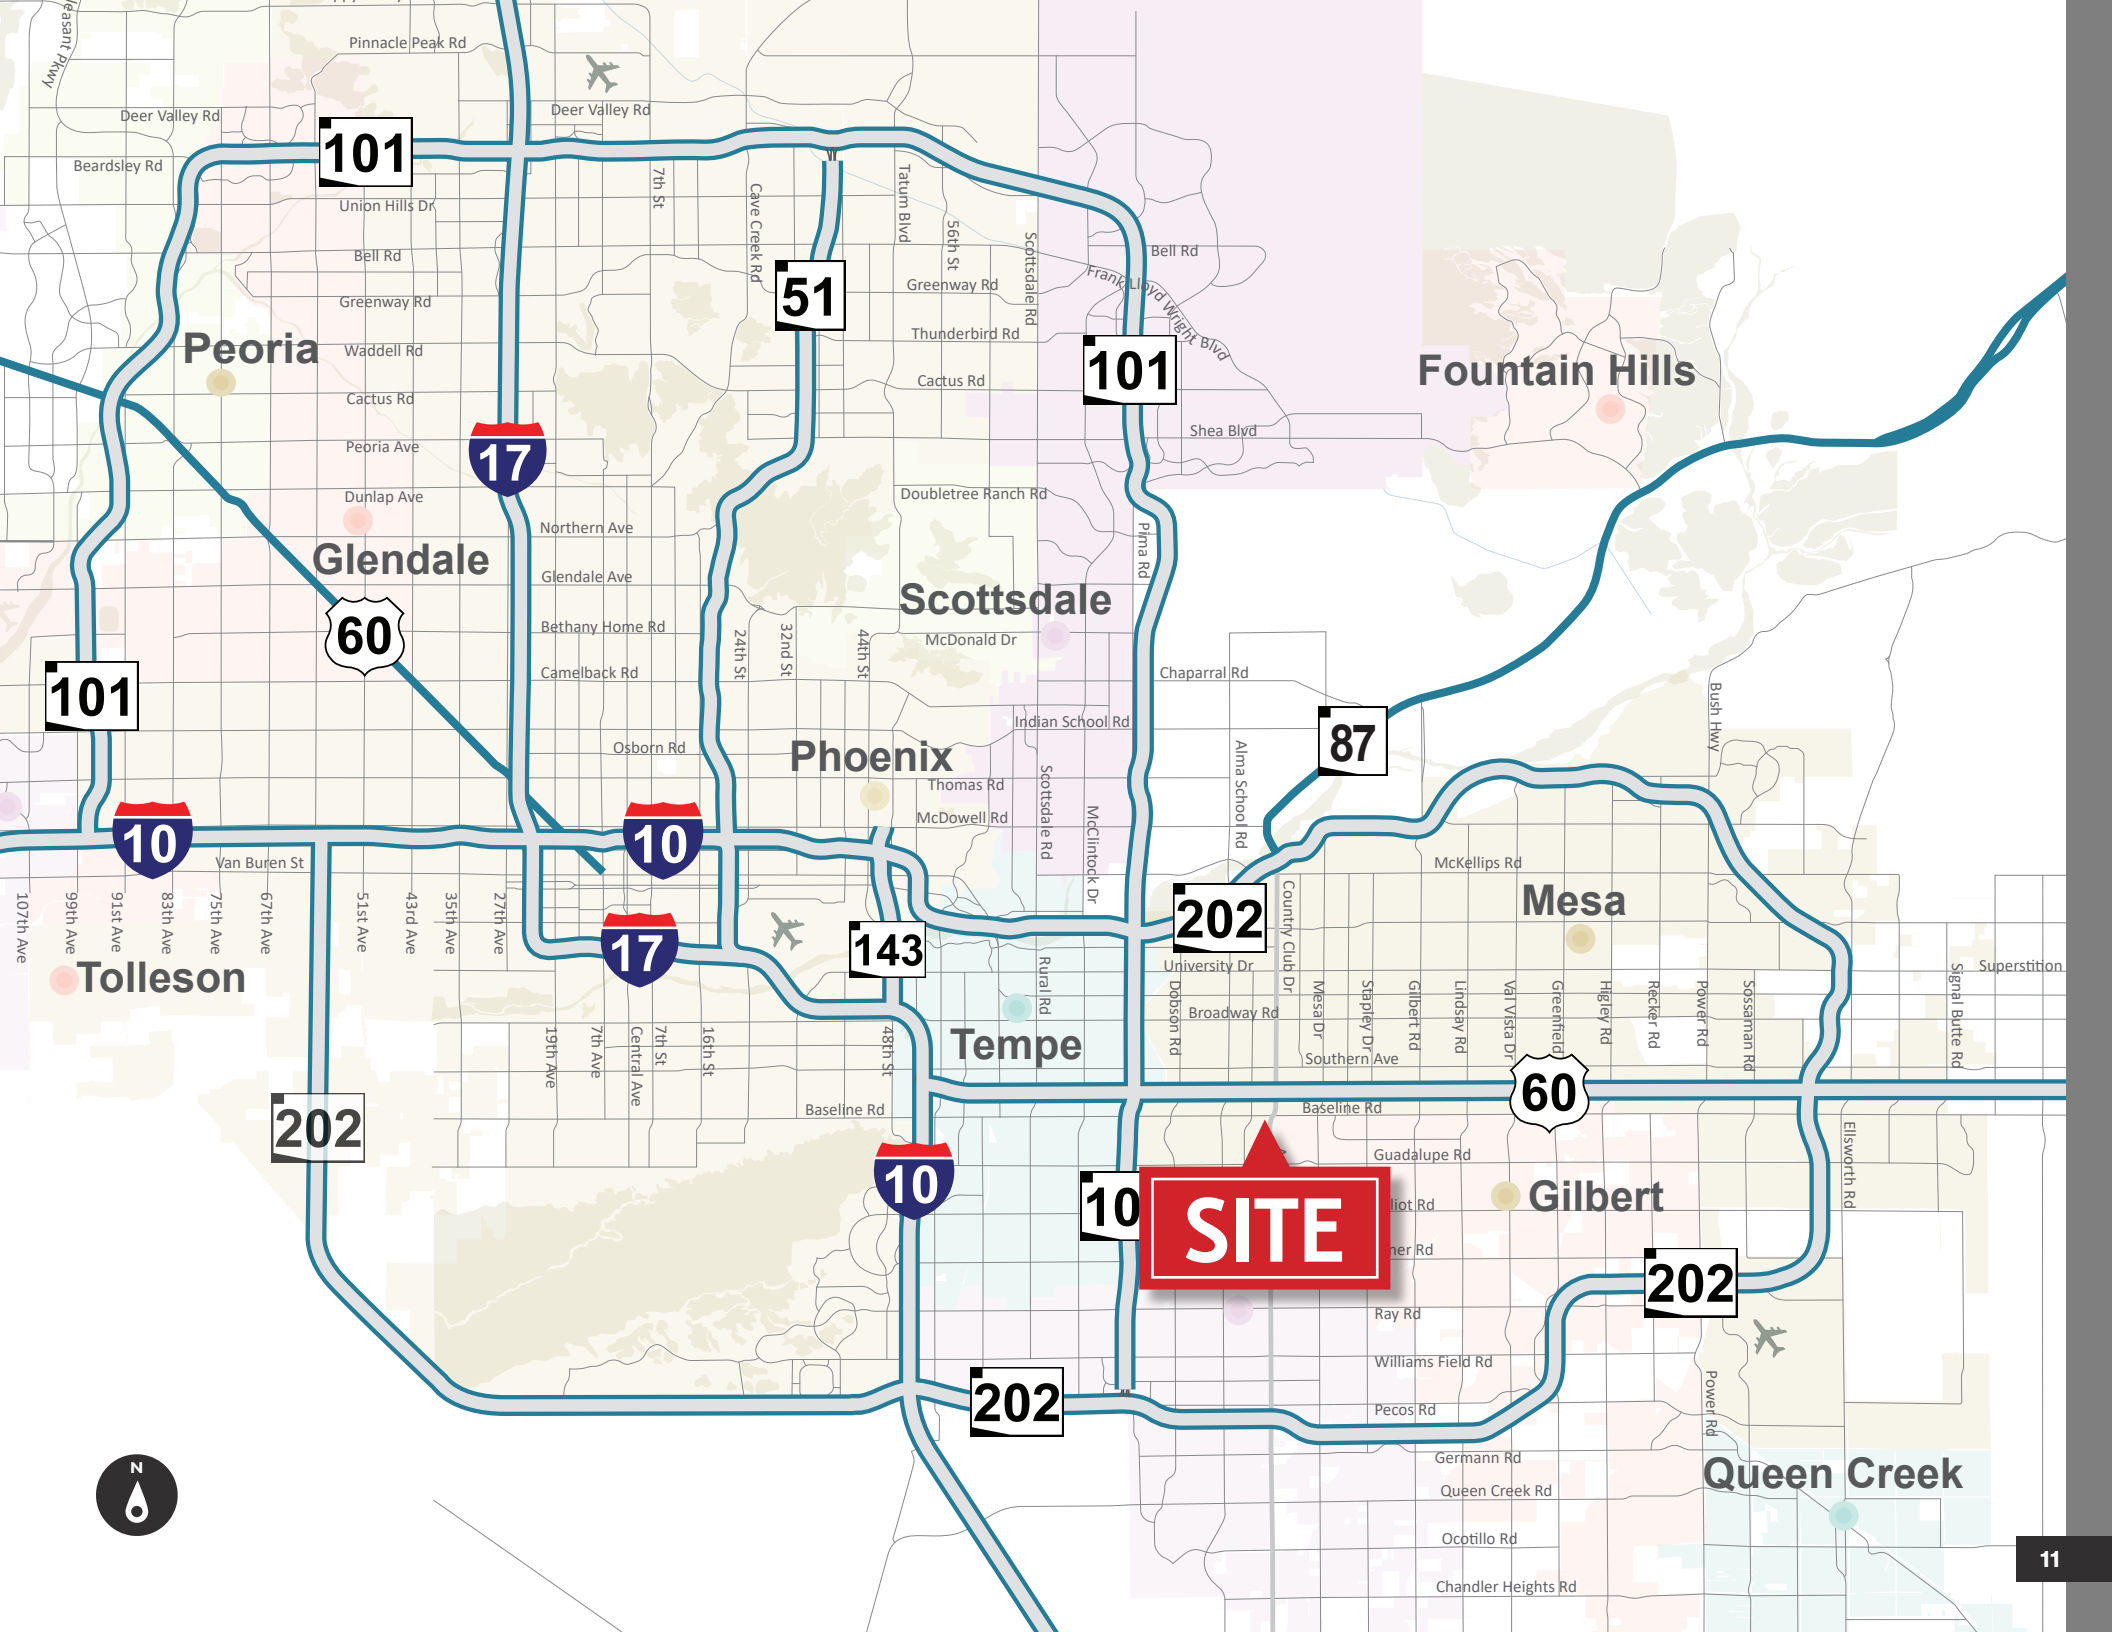 easant Pkwy
Pinnacle Peak Rd
Deer Valley Rd
Deer Valley Rd
101
Beardsley Rd
7th St
Cave Creek Rd
Tatum Blvd
Union Hills Dr
56th St
Scottsdale Rd
Bell Rd
Bell Rd
Frank Lloyd Wright Blvd
Greenway Rd
51
Greenway Rd
Thunderbird Rd
Peoria
Waddell Rd
101
Fountain Hills
Cactus Rd
Cactus Rd
Peoria Ave
17
Shea Blvd
Dunlap Ave
Doubletree Ranch Rd
Northern Ave
Pima Rd
Glendale
Glendale Ave
Scottsdale
60
Bethany Home Rd
24th St
32nd St
44th St
McDonald Dr
Camelback Rd
Chaparral Rd
101
Indian School Rd
Bush Hwy
87
Osborn Rd
Phoenix
Alma School Rd
Thomas Rd
Scottsdale Rd
McClintock Dr
McDowell Rd
10
10
Van Buren St
McKellips Rd
107th Ave
99th Ave
91st Ave
83th Ave
75th Ave
67th Ave
51st Ave
43rd Ave
35th Ave
27th Ave
202
Country Club Dr
Mesa
17
143
Tolleson
University Dr
Rural Rd
Superstition
Signal Butte Rd
Dobson Rd
Broadway Rd
Mesa Dr
Stapley Dr
Gilbert Rd
Lindsay Rd
Val Vista Dr
Greenfield
Higley Rd
Recker Rd
Power Rd
Sossaman Rd
19th Ave
7th Ave
Central Ave
7th St
16th St
48th St
Tempe
Southern Ave
60
202
Baseline Rd
Baseline Rd
Guadalupe Rd
Ellsworth Rd
10
10
SITE
liot Rd
Gilbert
ner Rd
202
Ray Rd
Williams Field Rd
Power Rd
202
Pecos Rd
Germann Rd
Queen Creek
N
Queen Creek Rd
Ocotillo Rd
11
Chandler Heights Rd